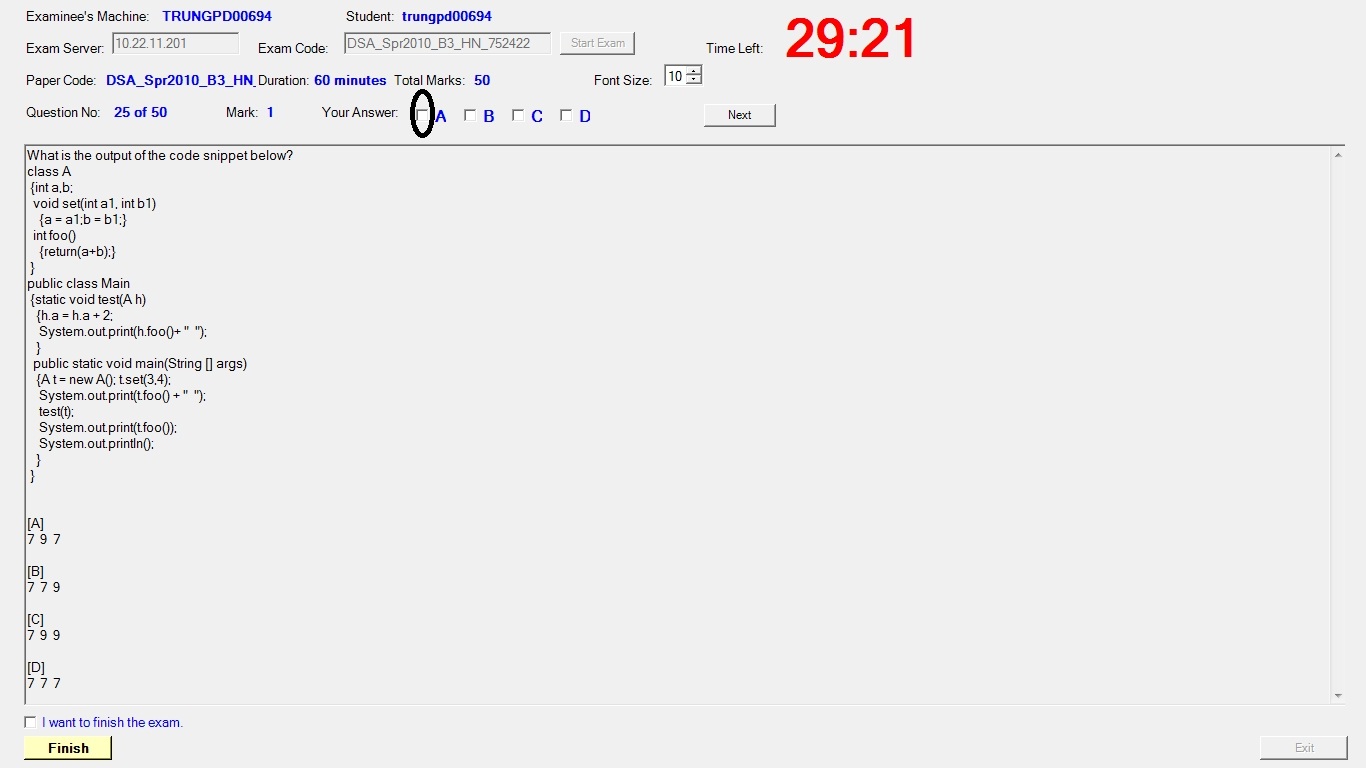 Examinee's Machine: TRUNGPD00694 Student: trungpd00694
Exam Server: 10.22.11.201 Exam Code: DSA_Spr2010_B3_HN_752422 Start Exam Time Left: 29:21
Paper Code: DSA_Spr2010_B3_HN_ Duration: 60 minutes Total Marks: 50 Font Size: 10
Question No: 25 of 50 Mark: 1 Your Answer: A B C D Next
What is the output of the code snippet below?
class A
{int a,b;
void set(int a1, int b1)
{a = a1;b = b1;}
int foo()
{return(a+b);}
}
public class Main
{static void test(A h)
{h.a = h.a + 2;
System.out.print(h.foo()+ "  ");
}
public static void main(String [] args)
{A t = new A(); t.set(3,4);
System.out.print(t.foo() + "  ");
test(t);
System.out.print(t.foo());
System.out.println();
}
}
[A]
7 9 7
[B]
7 7 9
[C]
7 9 9
[D]
7 7 7
I want to finish the exam.
Finish Exit